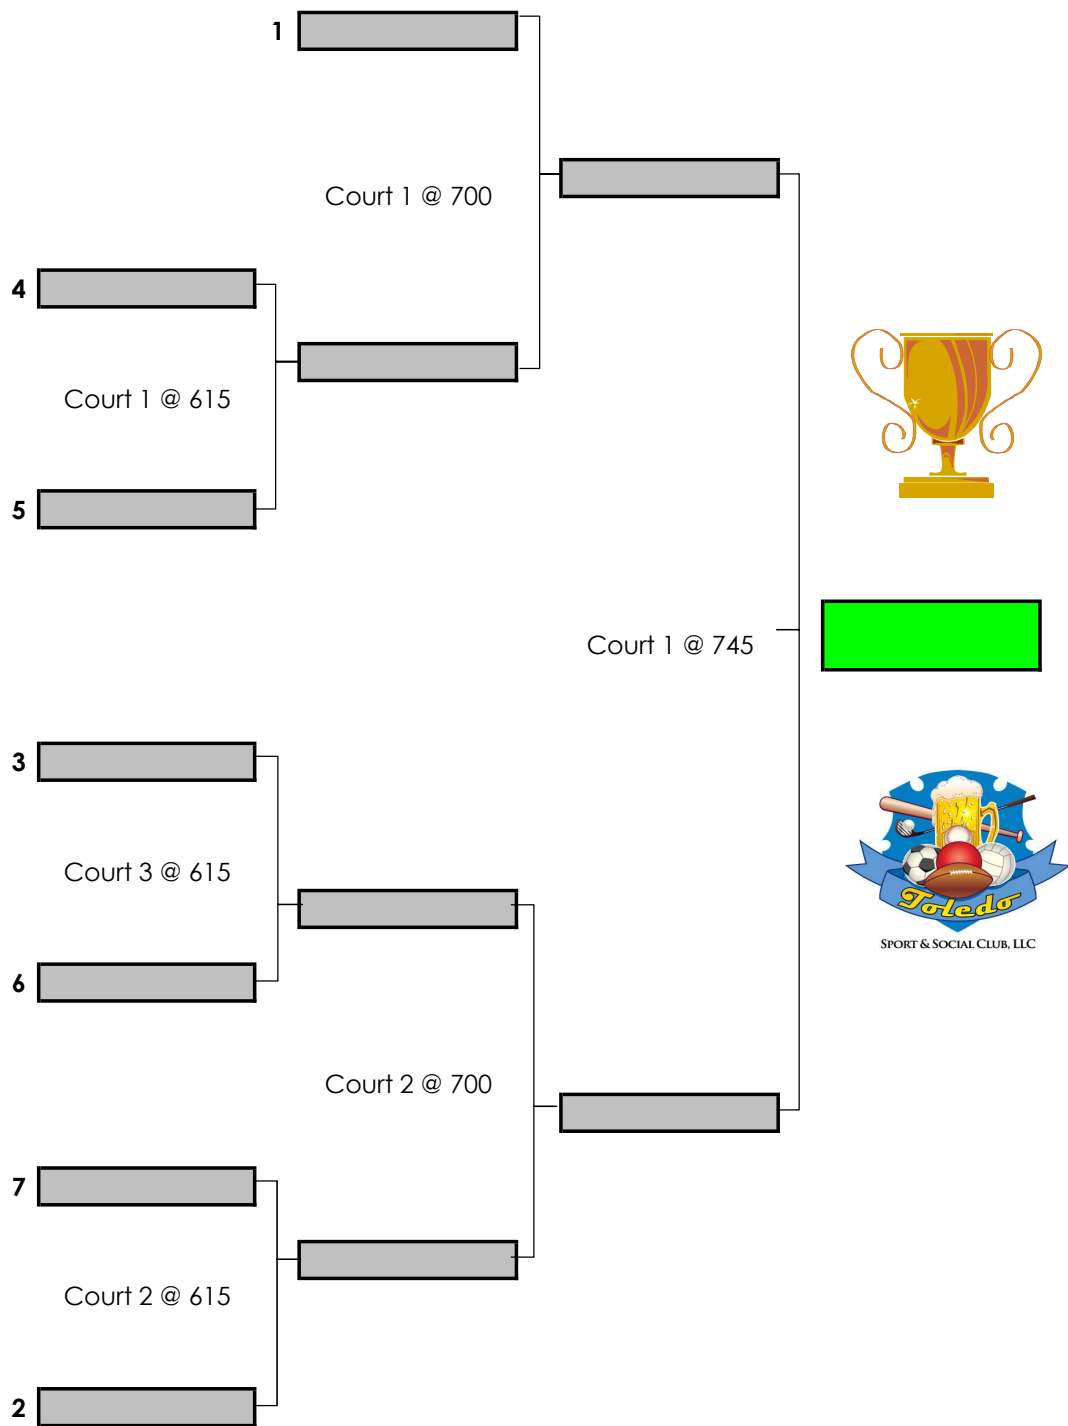 1
Court 1 @ 700
4
Court 1 @ 615
5
Court 1 @ 745
3
Court 3 @ 615
Toledo
SPORT & SOCIAL CLUB, LLC
6
Court 2 @ 700
7
Court 2 @ 615
2